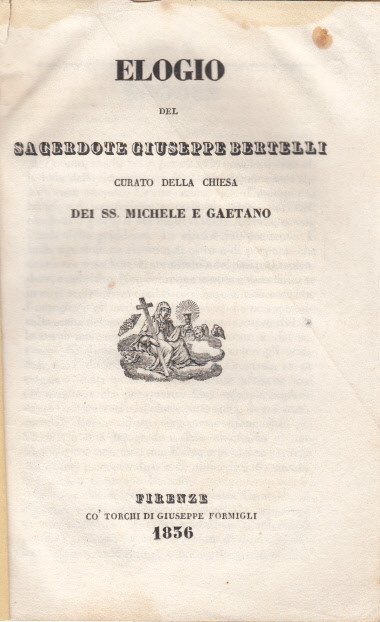 ELOGIO
DEL
SACERDOTE GIUSEPPE BERTELLI
CURATO DELLA CHIESA
DEI SS. MICHELE E GAETANO
FIRENZE
CO' TORCHI DI GIUSEPPE FORMIGLI
1836